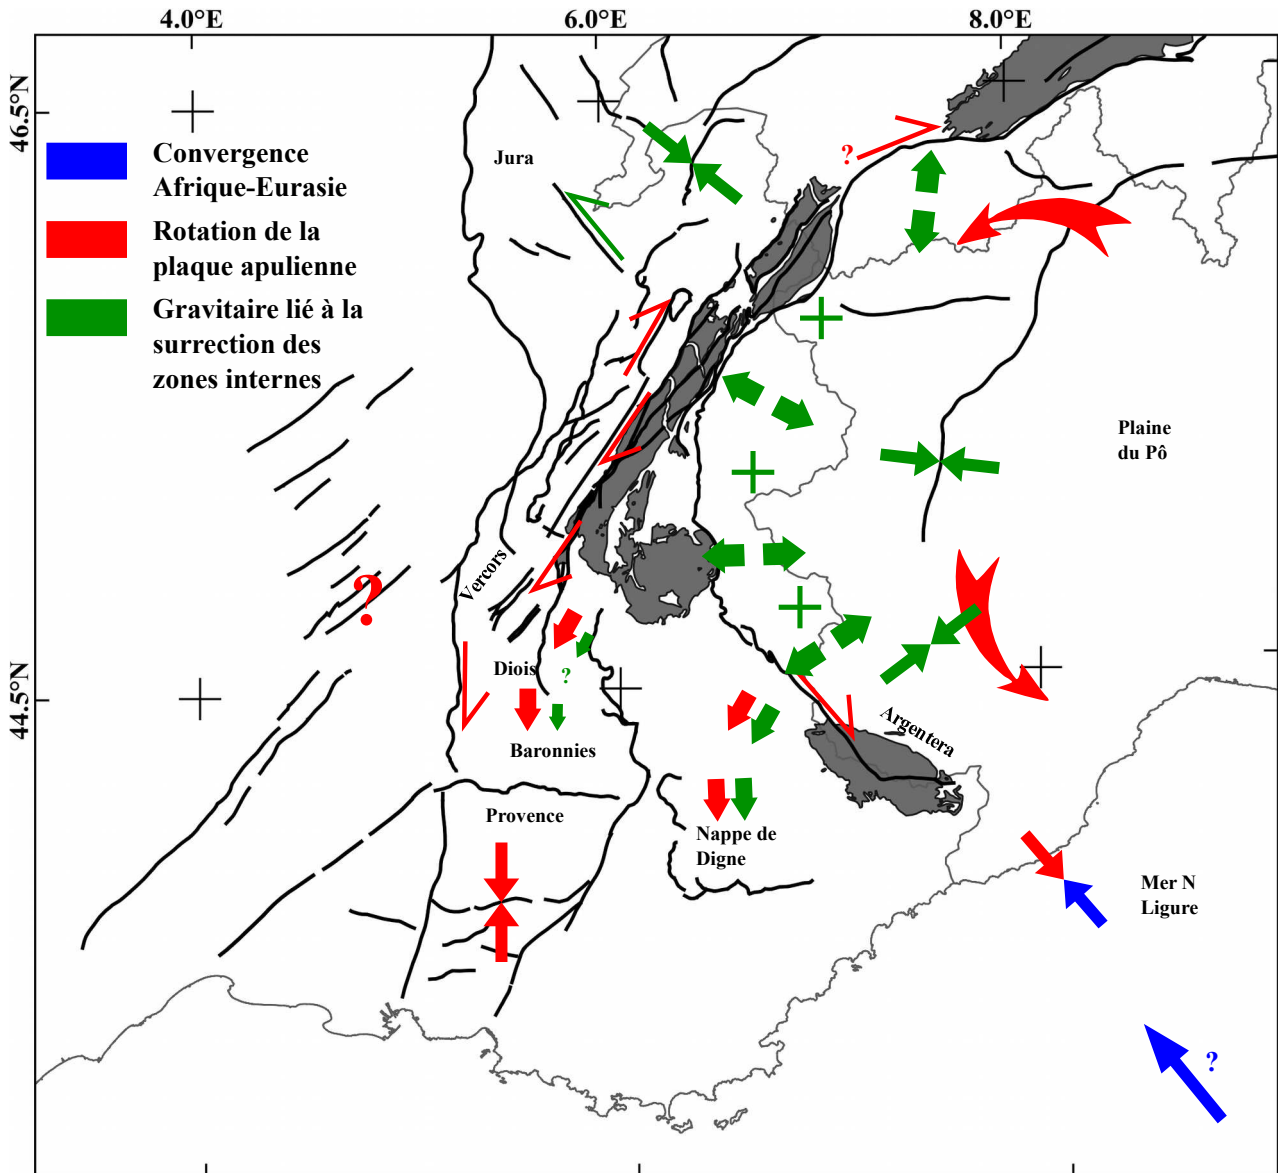 4.0°E
6.0°E
8.0°E
46.5°N
44.5°N
Convergence
Afrique-Eurasie
Rotation de la
plaque apulienne
Gravitaire lié à la
surrection des
zones internes
Jura
?
Plaine
du Pô
Vercors
?
Diois
?
Baronnies
Argentera
Provence
Nappe de
Digne
Mer N
Ligure
?